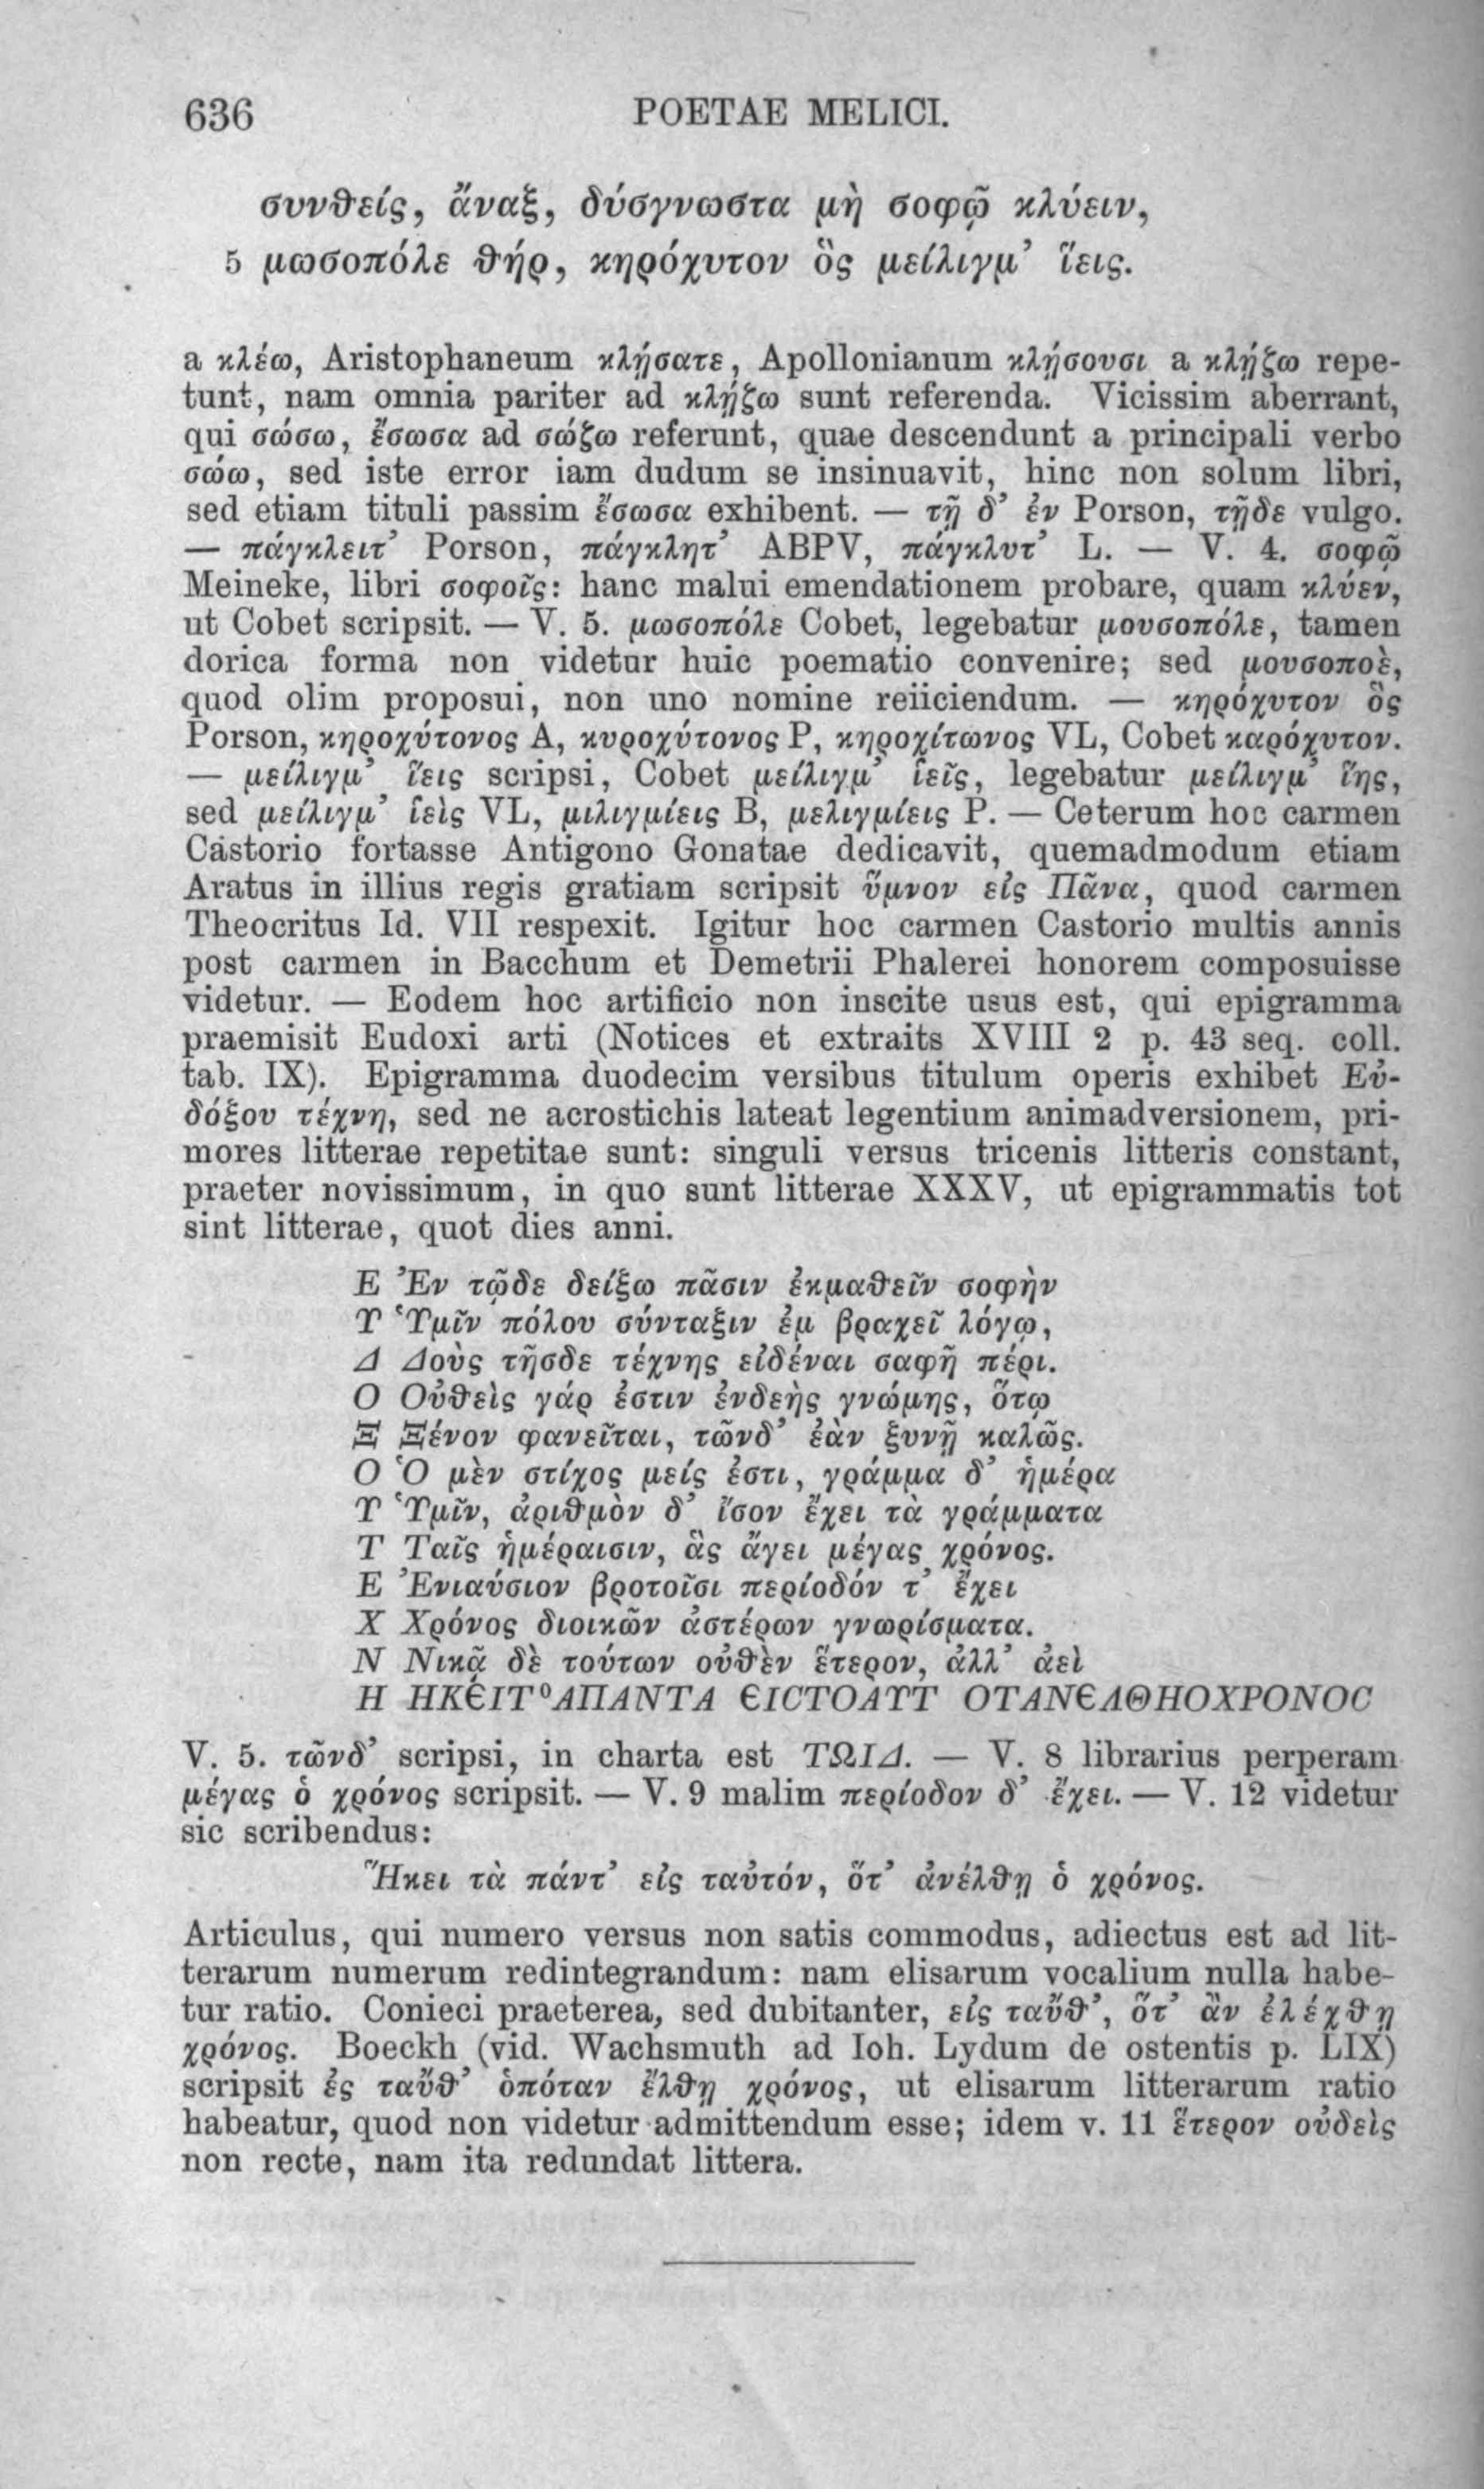 636 POETAE MELICI.
συνθείς, ἄναξ, δύσγνωστα μὴ σοφῷ κλύειν,
5 μωσοπόλε θήρ, κηρόχυτον ὃς μείλιγμ’ ἵεις.
a κλέω, Aristophaneum κλῄσατε, Apollonianum κλῄσουσι a κλῄζω repe-
tunt, nam omnia pariter ad κλῄζω sunt referenda. Vicissim aberrant,
qui σώσω, ἔσωσα ad σώζω referunt, quae descendunt a principali verbo
σώω, sed iste error iam dudum se insinuavit, hinc non solum libri,
sed etiam tituli passim ἔσωσα exhibent. — τῇ δ’ ἐν Porson, τῇδε vulgo.
— πάγκλειτ’ Porson, πάγκλητ’ ABPV, πάγκλυτ’ L. — V. 4. σοφῷ
Meineke, libri σοφοῖς: hanc malui emendationem probare, quam κλύεν,
ut Cobet scripsit. — V. 5. μωσοπόλε Cobet, legebatur μουσοπόλε, tamen
dorica forma non videtur huic poematio convenire; sed μουσοποὲ,
quod olim proposui, non uno nomine reiiciendum. — κηρόχυτον ὃς
Porson, κηροχύτονος A, κυροχύτονος P, κηροχίτωνος VL, Cobet καρόχυτον.
— μείλιγμ’ ἵεις scripsi, Cobet μείλιγμ’ ἱεῖς, legebatur μείλιγμ’ ἵης,
sed μείλιγμ’ ἱεὶς VL, μιλιγμίεις B, μελιγμίεις P. — Ceterum hoc carmen
Castorio fortasse Antigono Gonatae dedicavit, quemadmodum etiam
Aratus in illius regis gratiam scripsit ὕμνον εἰς Πᾶνα, quod carmen
Theocritus Id. VII respexit. Igitur hoc carmen Castorio multis annis
post carmen in Bacchum et Demetrii Phalerei honorem composuisse
videtur. — Eodem hoc artificio non inscite usus est, qui epigramma
praemisit Eudoxi arti (Notices et extraits XVIII 2 p. 43 seq. coll.
tab. IX). Epigramma duodecim versibus titulum operis exhibet Εὐ-
δόξου τέχνη, sed ne acrostichis lateat legentium animadversionem, pri-
mores litterae repetitae sunt: singuli versus tricenis litteris constant,
praeter novissimum, in quo sunt litterae XXXV, ut epigrammatis tot
sint litterae, quot dies anni.
Ε Ἐν τῷδε δείξω πᾶσιν ἐκμαθεῖν σοφὴν
Υ Ὑμῖν πόλου σύνταξιν ἐμ βραχεῖ λόγῳ,
Δ Δοὺς τῆσδε τέχνης εἰδέναι σαφῆ πέρι.
Ο Οὐθεὶς γάρ ἐστιν ἐνδεὴς γνώμης, ὅτῳ
Ξ Ξένον φανεῖται, τῶνδ’ ἐὰν ξυνῇ καλῶς.
Ο Ὁ μὲν στίχος μείς ἐστι, γράμμα δ’ ἡμέρα
Υ Ὑμῖν, ἀριθμὸν δ’ ἴσον ἔχει τὰ γράμματα
Τ Ταῖς ἡμέραισιν, ἃς ἄγει μέγας χρόνος.
Ε Ἐνιαύσιον βροτοῖσι περίοδόν τ’ ἔχει
Χ Χρόνος διοικῶν ἀστέρων γνωρίσματα.
Ν Νικᾷ δὲ τούτων οὐθὲν ἕτερον, ἀλλ’ ἀεὶ
Η ΗΚЄΙΤ⁰ΑΠΑΝΤΑ ЄΙCΤΟΑΥΤ ΟΤΑΝЄΛΘΗΟΧΡΟΝΟC
V. 5. τῶνδ’ scripsi, in charta est ΤΩΙΔ. — V. 8 librarius perperam
μέγας ὁ χρόνος scripsit. — V. 9 malim περίοδον δ’ ἔχει. — V. 12 videtur
sic scribendus:
Ἥκει τὰ πάντ’ εἰς ταὐτόν, ὅτ’ ἀνέλθῃ ὁ χρόνος.
Articulus, qui numero versus non satis commodus, adiectus est ad lit-
terarum numerum redintegrandum: nam elisarum vocalium nulla habe-
tur ratio. Conieci praeterea, sed dubitanter, εἰς ταὔθ’, ὅτ’ ἂν ἐλέχθῃ
χρόνος. Boeckh (vid. Wachsmuth ad Ioh. Lydum de ostentis p. LIX)
scripsit ἐς ταὔθ’ ὁπόταν ἔλθῃ χρόνος, ut elisarum litterarum ratio
habeatur, quod non videtur admittendum esse; idem v. 11 ἕτερον οὐδεὶς
non recte, nam ita redundat littera.